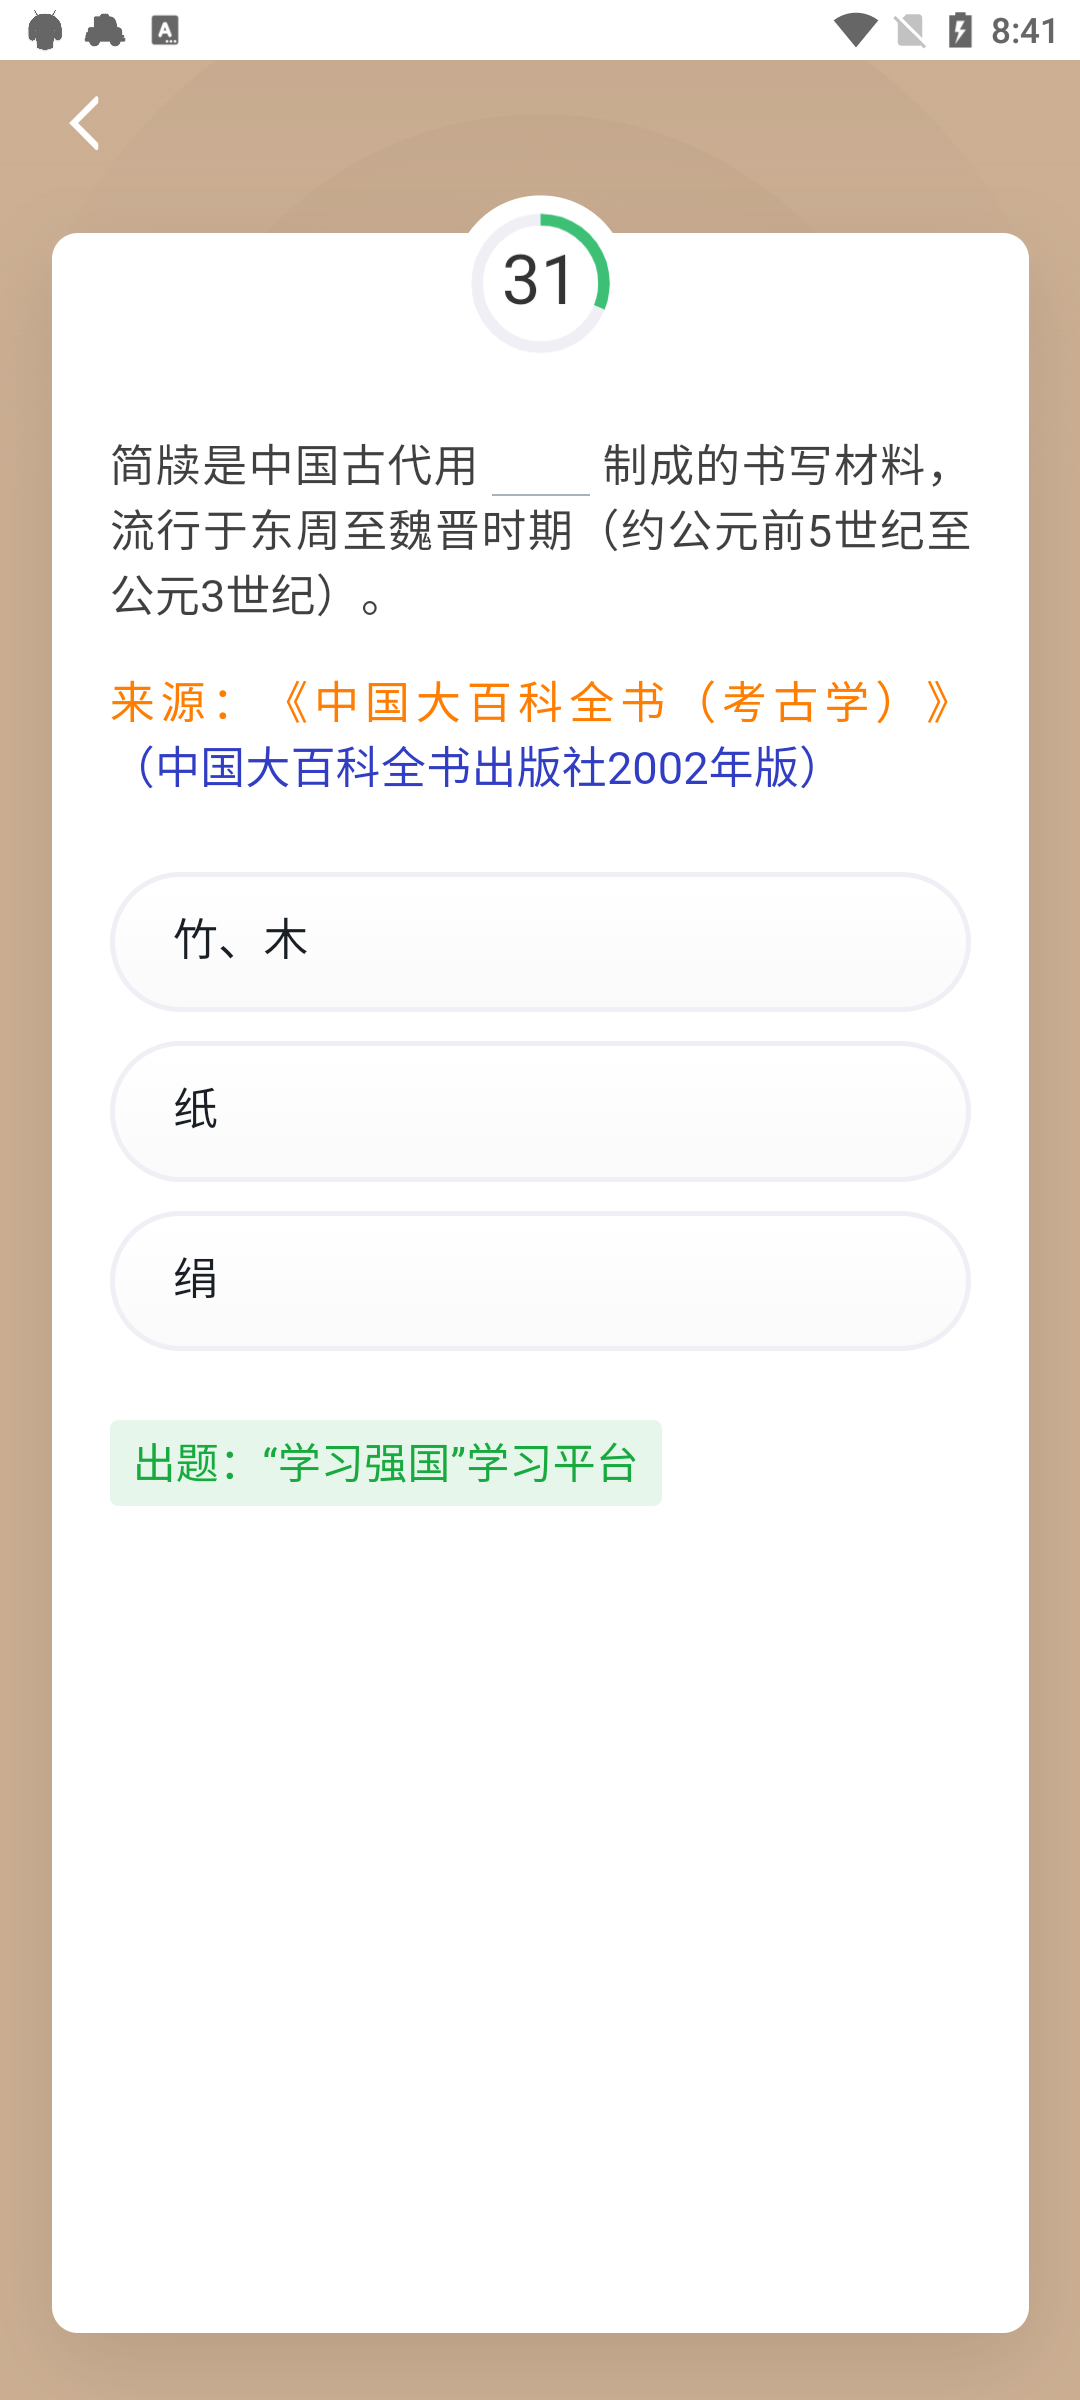 8:41
31
简牍是中国古代用 ____ 制成的书写材料，
流行于东周至魏晋时期（约公元前5世纪至
公元3世纪）。
来源：《中国大百科全书（考古学）》
（中国大百科全书出版社2002年版）
竹、木
纸
绢
出题：“学习强国”学习平台